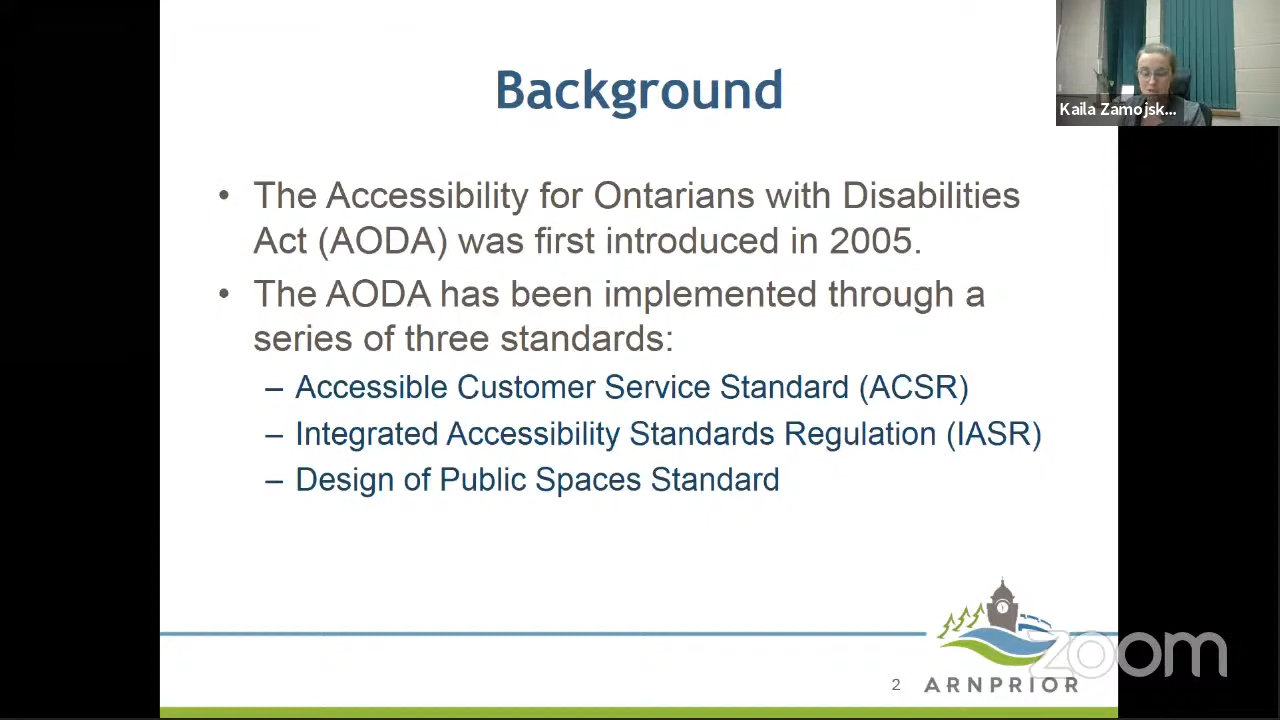 Background
Kaila Zamojsk...
• The Accessibility for Ontarians with Disabilities
Act (AODA) was first introduced in 2005.
• The AODA has been implemented through a
series of three standards:
– Accessible Customer Service Standard (ACSR)
– Integrated Accessibility Standards Regulation (IASR)
– Design of Public Spaces Standard
zoom
2
ARNPRIOR